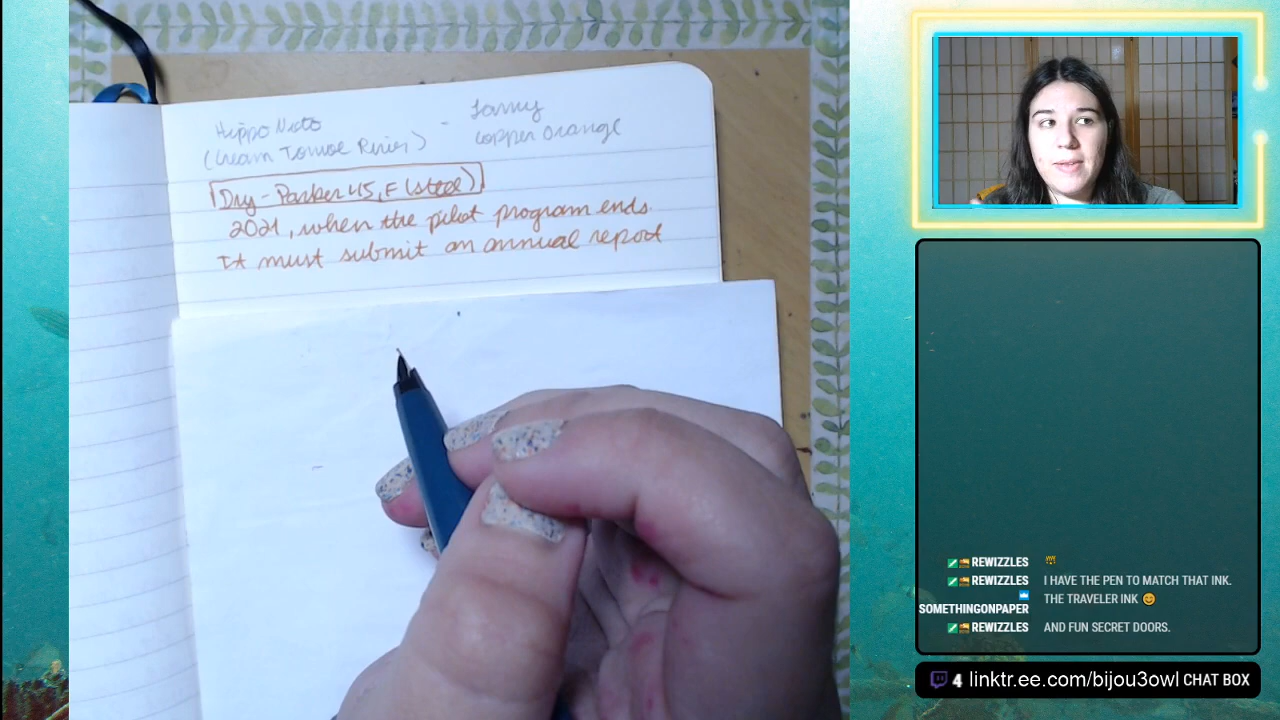 Hippo Noto - Lamy
(Cream Tomoe River) copper orange
Dry - Parker 45, F (steel)
2021, when the pilot program ends.
It must submit an annual report
REWIZZLES
REWIZZLES I HAVE THE PEN TO MATCH THAT INK.
SOMETHINGONPAPER THE TRAVELER INK 😊
REWIZZLES AND FUN SECRET DOORS.
4 linktr.ee.com/bijou3owl CHAT BOX